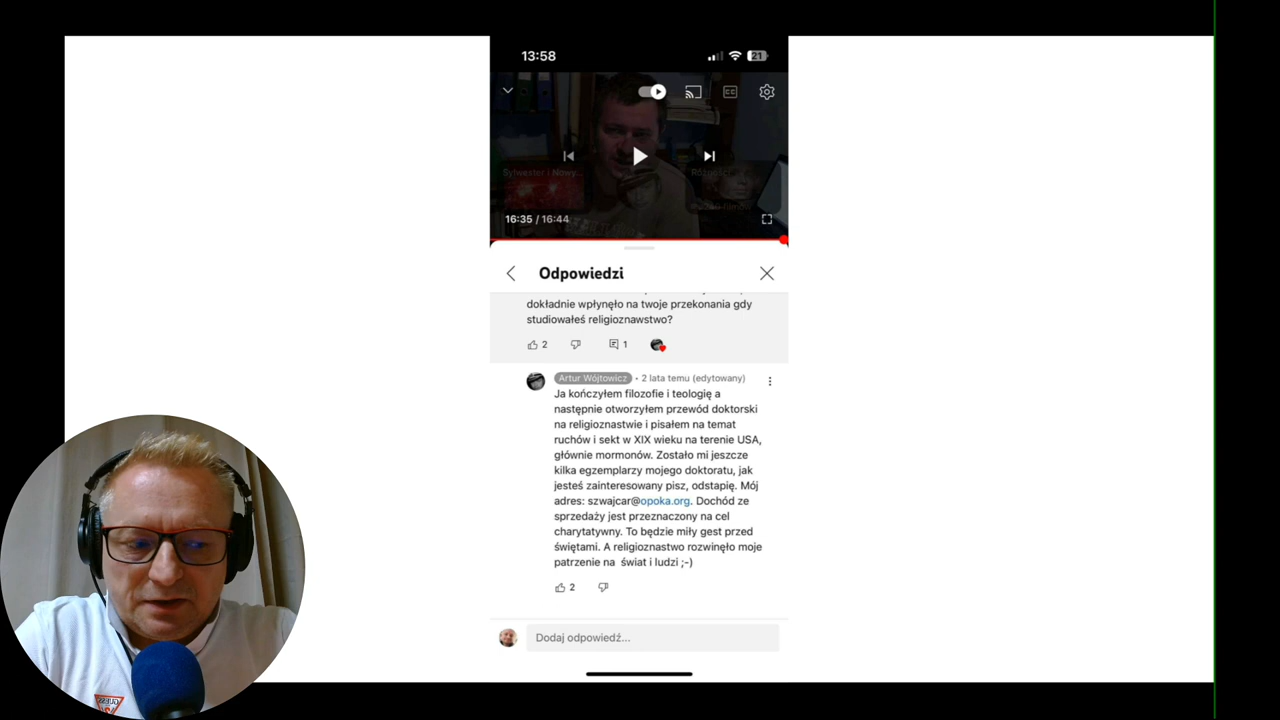 13:58
21
CC
Sylwester i Nowy...
16:35 / 16:44
Odpowiedzi
dokładnie wpłynęło na twoje przekonania gdy
studiowałeś religioznawstwo?
2
1
Artur Wójtowicz • 2 lata temu (edytowany)
Ja kończyłem filozofie i teologię a
następnie otworzyłem przewód doktorski
na religioznastwie i pisałem na temat
ruchów i sekt w XIX wieku na terenie USA,
głównie mormonów. Zostało mi jeszcze
kilka egzemplarzy mojego doktoratu, jak
jesteś zainteresowany pisz, odstąpię. Mój
adres: szwajcar@opoka.org. Dochód ze
sprzedaży jest przeznaczony na cel
charytatywny. To będzie miły gest przed
świętami. A religioznastwo rozwinęło moje
patrzenie na świat i ludzi ;-)
2
Dodaj odpowiedź...
GUESS